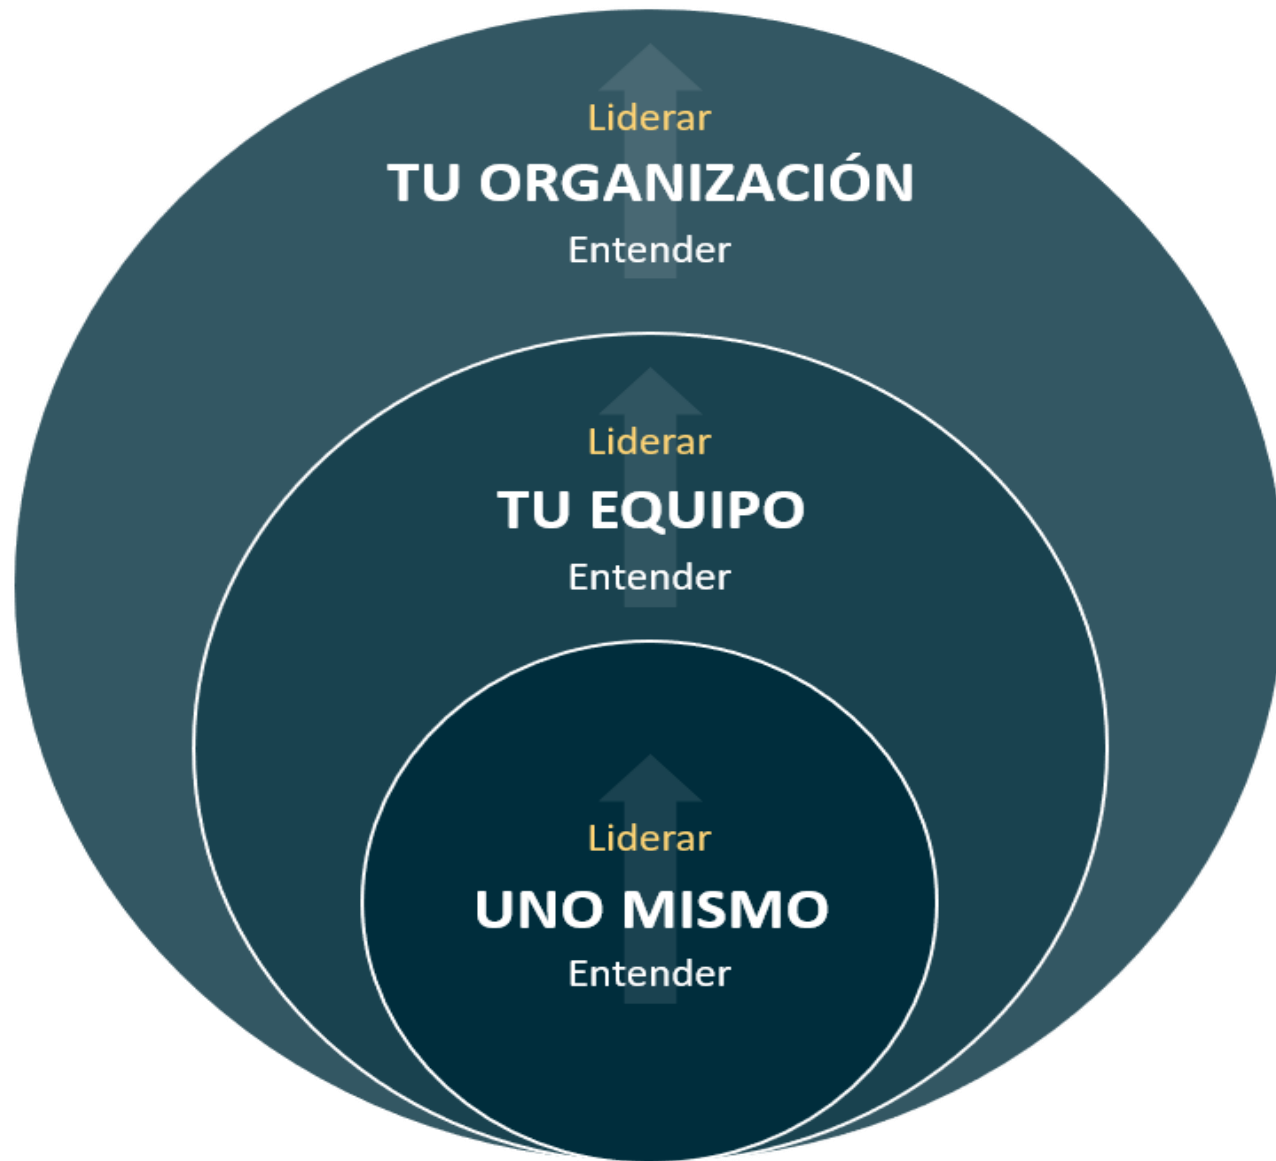 Liderar
TU ORGANIZACIÓN
Entender
Liderar
TU EQUIPO
Entender
Liderar
UNO MISMO
Entender